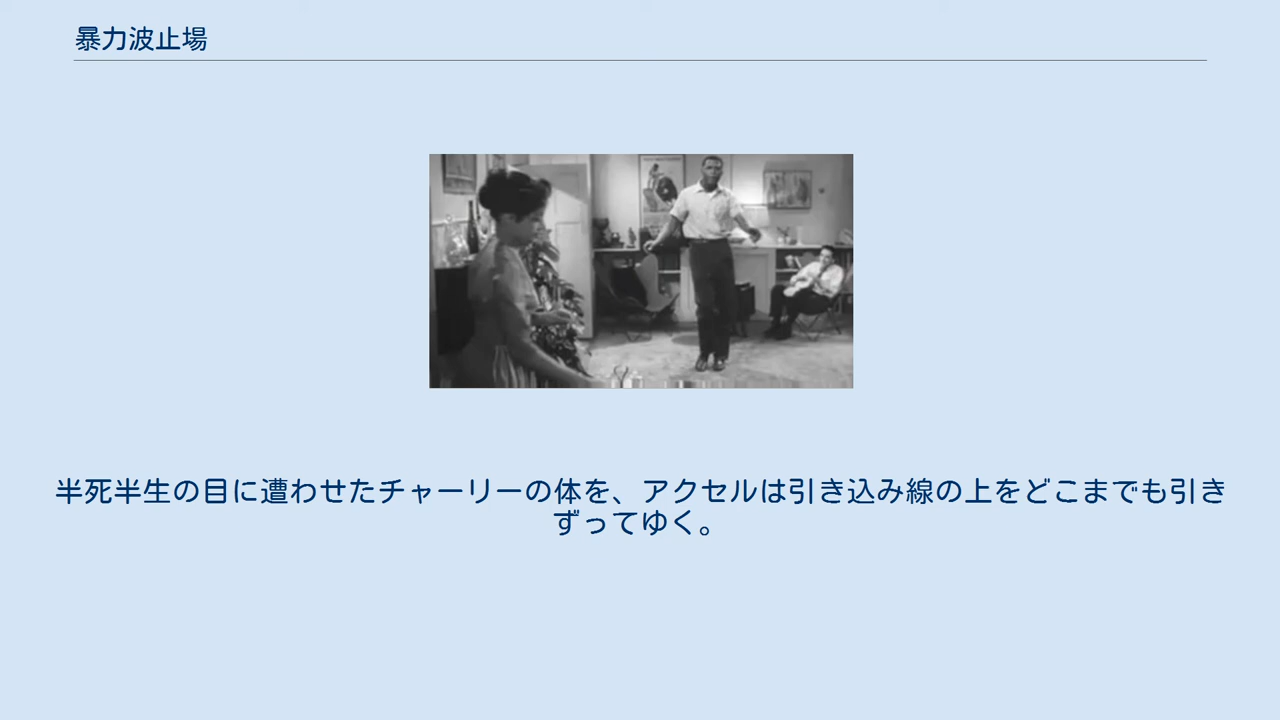 暴力波止場
半死半生の目に遭わせたチャーリーの体を、アクセルは引き込み線の上をどこまでも引き
ずってゆく。